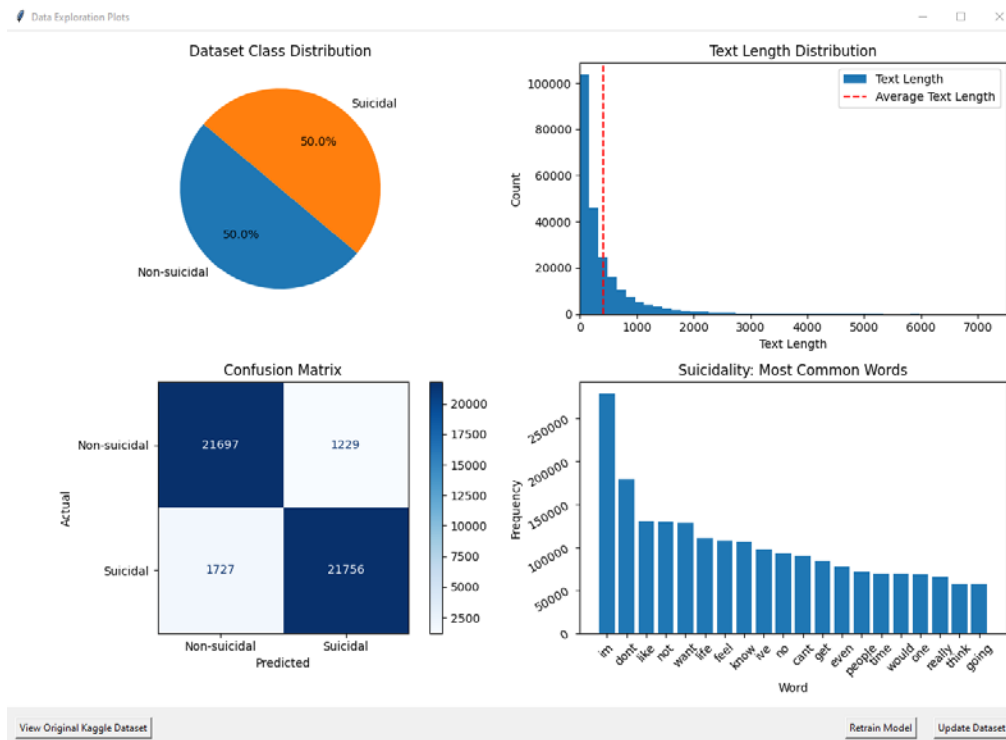 Data Exploration Plots
Dataset Class Distribution
Suicidal
50.0%
50.0%
Non-suicidal
Text Length Distribution
Text Length
Average Text Length
100000
80000
60000
40000
20000
0
Count
0 1000 2000 3000 4000 5000 6000 7000
Text Length
Confusion Matrix
Non-suicidal
21697 1229
Suicidal
1727 21756
Actual
Non-suicidal Suicidal
Predicted
20000
17500
15000
12500
10000
7500
5000
2500
Suicidality: Most Common Words
250000
200000
150000
100000
50000
0
Frequency
im dont like not want life feel know ive no cant get even people time would one really think going
Word
View Original Kaggle Dataset
Retrain Model
Update Dataset